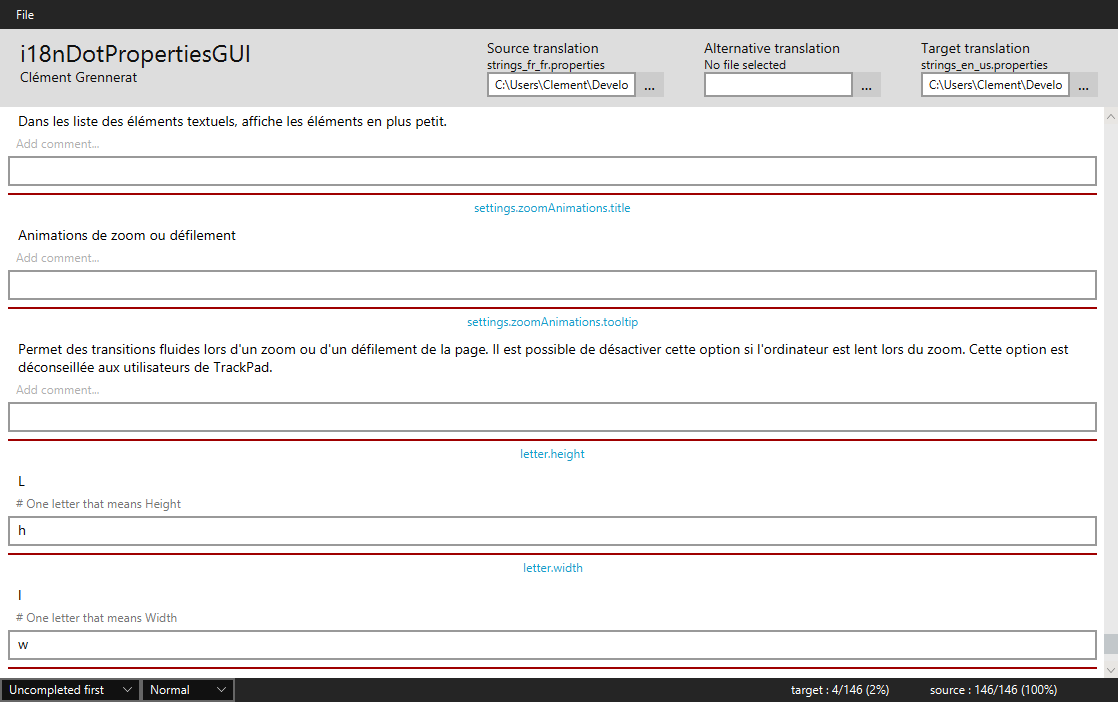 File
i18nDotPropertiesGUI
Clément Grennerat
Source translation
strings_fr_fr.properties
C:\Users\Clement\Develo
...
Alternative translation
No file selected
...
Target translation
strings_en_us.properties
C:\Users\Clement\Develo
...
Dans les liste des éléments textuels, affiche les éléments en plus petit.
Add comment...
settings.zoomAnimations.title
Animations de zoom ou défilement
Add comment...
settings.zoomAnimations.tooltip
Permet des transitions fluides lors d'un zoom ou d'un défilement de la page. Il est possible de désactiver cette option si l'ordinateur est lent lors du zoom. Cette option est
déconseillée aux utilisateurs de TrackPad.
Add comment...
letter.height
L
# One letter that means Height
h
letter.width
l
# One letter that means Width
w
Uncompleted first
Normal
target : 4/146 (2%)
source : 146/146 (100%)